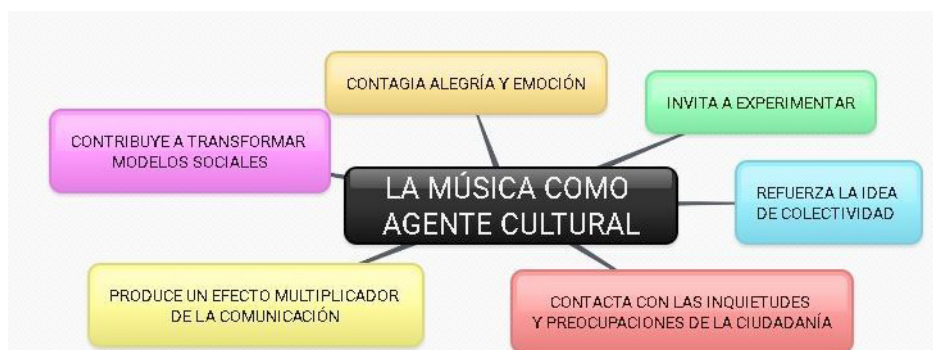 CONTAGIA ALEGRÍA Y EMOCIÓN
INVITA A EXPERIMENTAR
CONTRIBUYE A TRANSFORMAR
MODELOS SOCIALES
LA MÚSICA COMO
AGENTE CULTURAL
REFUERZA LA IDEA
DE COLECTIVIDAD
PRODUCE UN EFECTO MULTIPLICADOR
DE LA COMUNICACIÓN
CONTACTA CON LAS INQUIETUDES
Y PREOCUPACIONES DE LA CIUDADANÍA